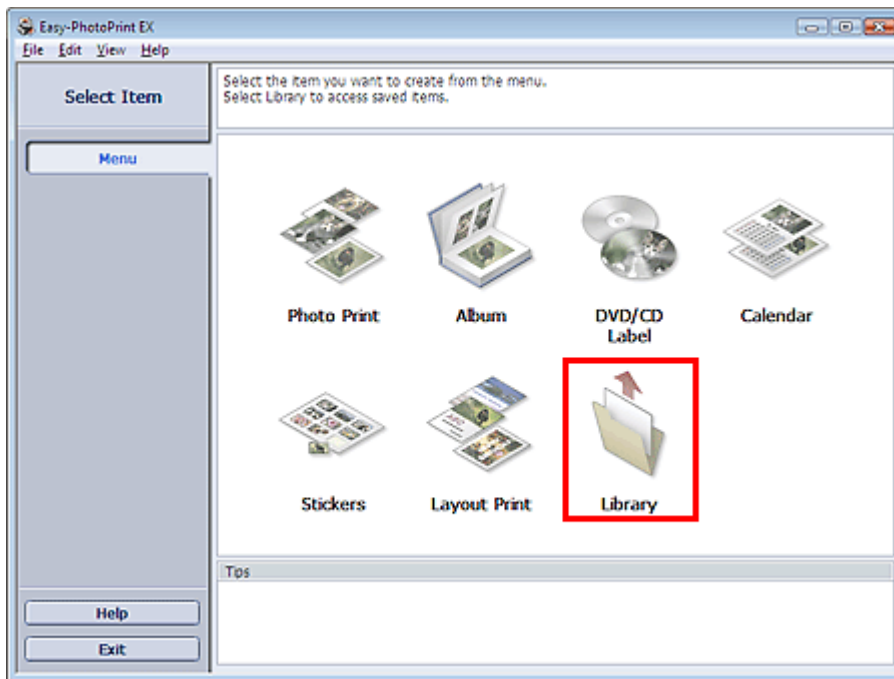 Easy-PhotoPrint EX
File Edit View Help
Select Item
Select the item you want to create from the menu.
Select Library to access saved items.
Menu
Photo Print
Album
DVD/CD
Label
Calendar
Stickers
Layout Print
Library
Tips
Help
Exit